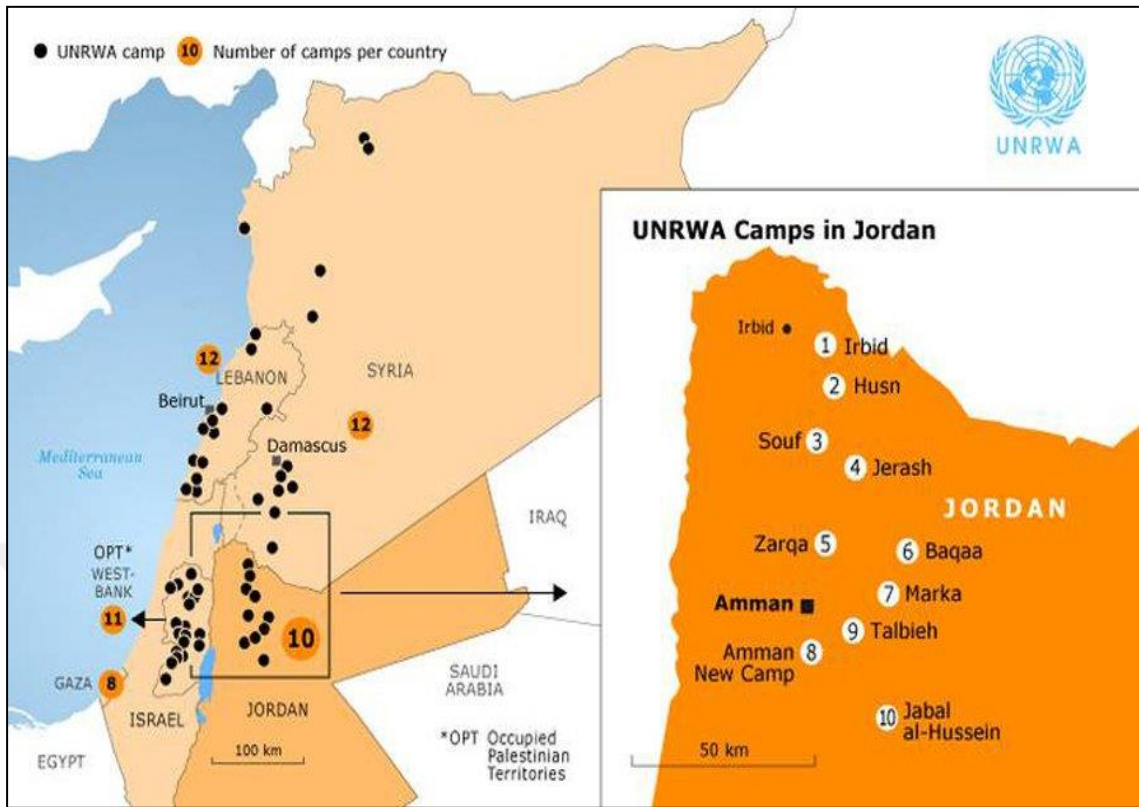 UNRWA camp 10 Number of camps per country
UNRWA
12
LEBANON
SYRIA
Beirut
12
Damascus
Mediterranean
Sea
IRAQ
OPT*
WEST-
BANK
11
10
GAZA 8
SAUDI
ARABIA
ISRAEL
JORDAN
EGYPT
100 km
*OPT Occupied
Palestinian
Territories
UNRWA Camps in Jordan
Irbid
1 Irbid
2 Husn
Souf 3
4 Jerash
JORDAN
Zarqa 5
6 Baqaa
7 Marka
Amman
9 Talbieh
Amman 8
New Camp
10 Jabal
al-Hussein
50 km